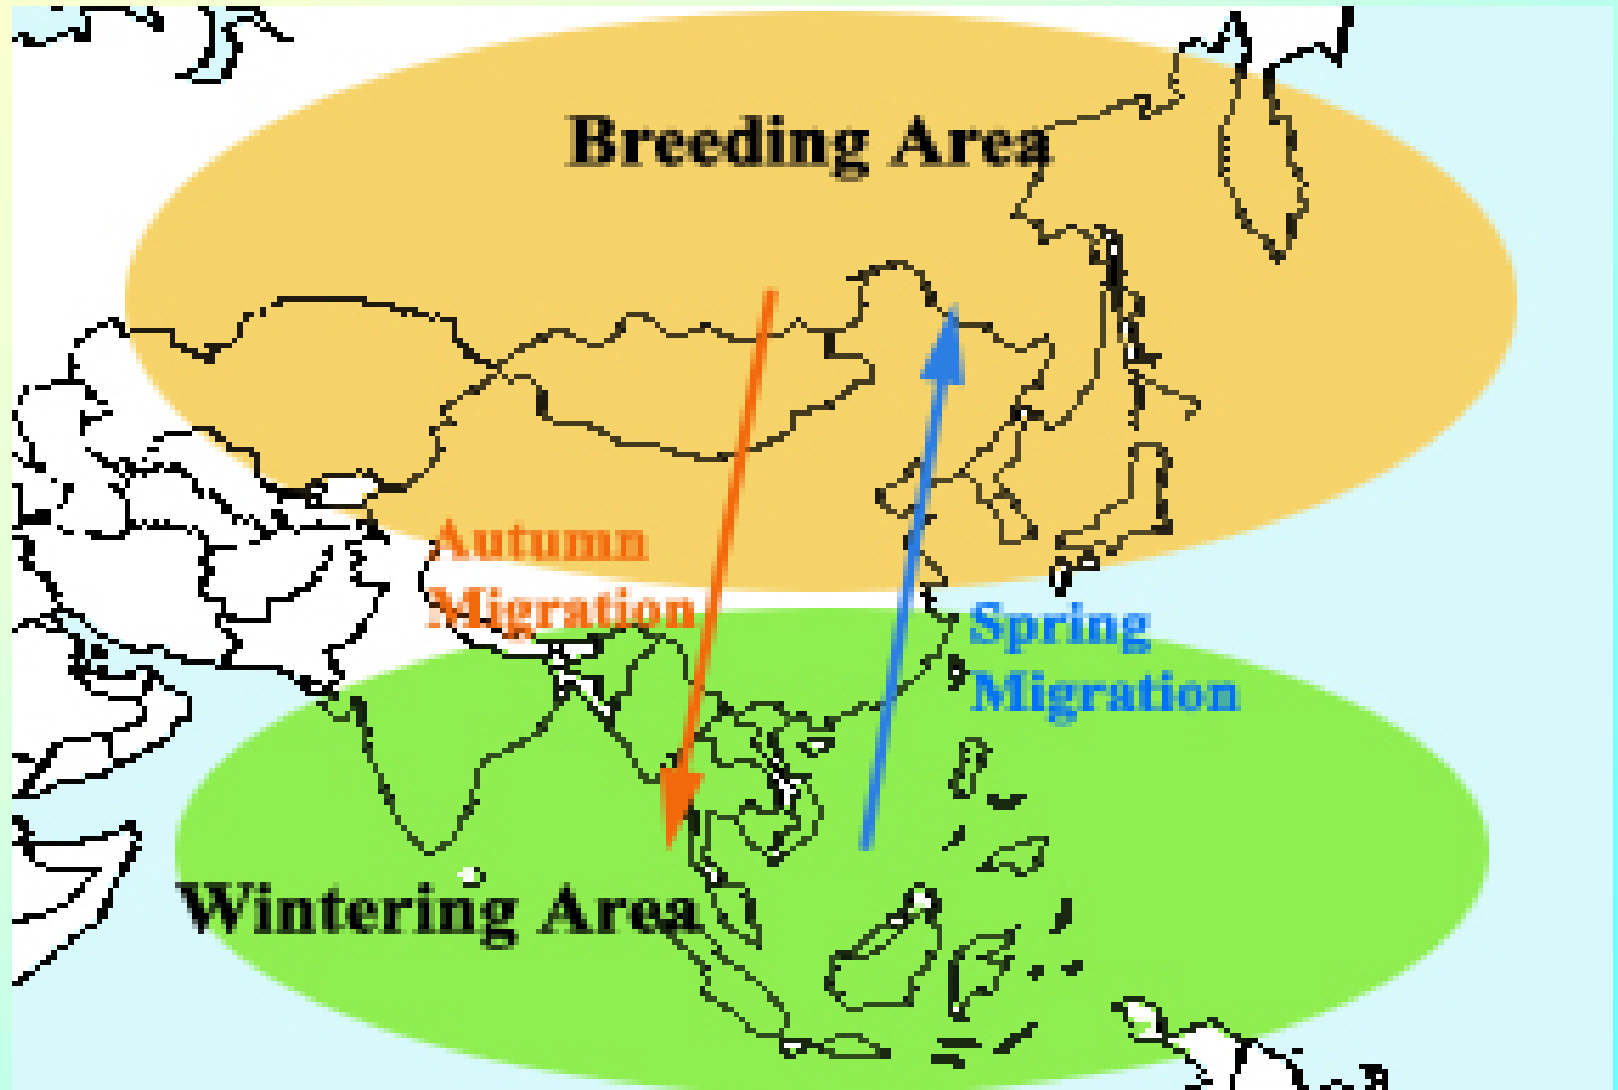 Breeding Area
Autumn
Migration
Spring
Migration
Wintering Area